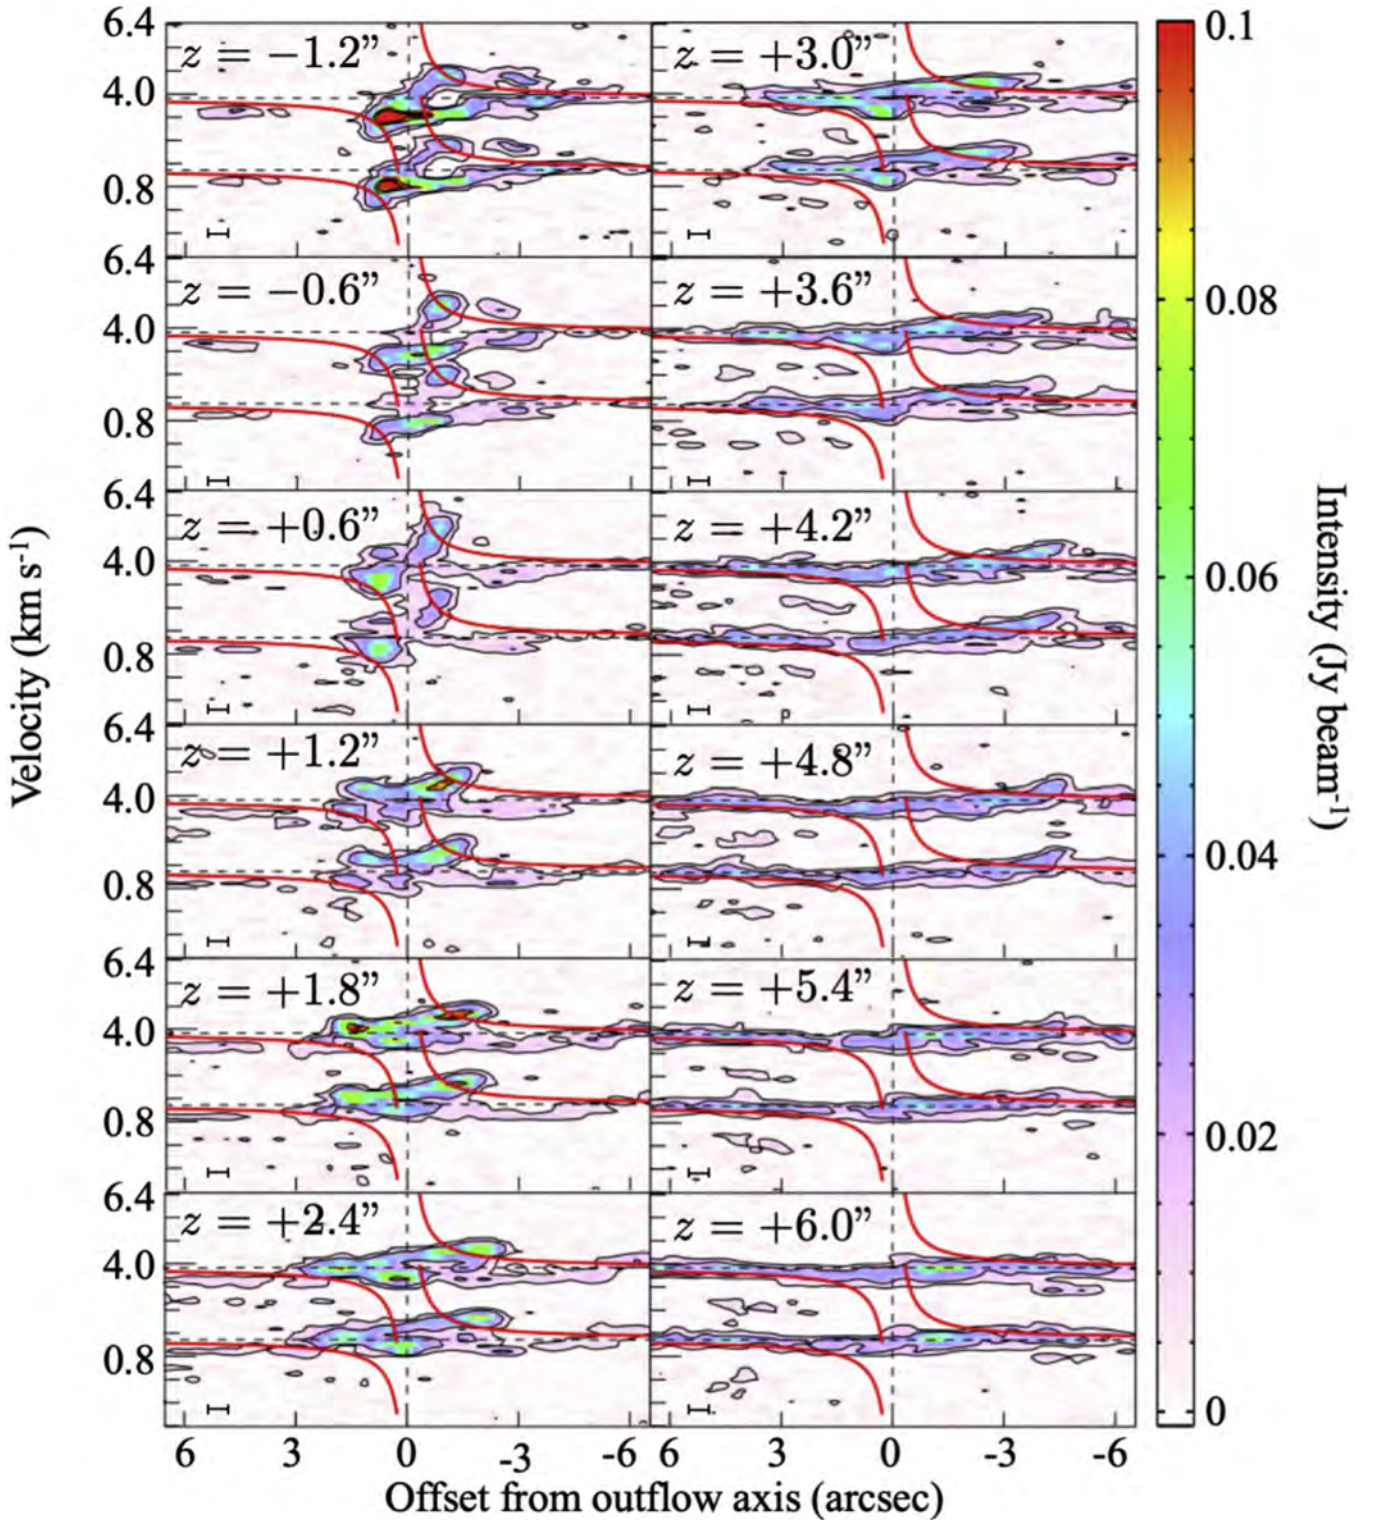 Velocity (km s-1)
6.4
4.0
0.8
z = −1.2”
z = +3.0”
6.4
4.0
0.8
z = −0.6”
z = +3.6”
6.4
4.0
0.8
z = +0.6”
z = +4.2”
6.4
4.0
0.8
z = +1.2”
z = +4.8”
6.4
4.0
0.8
z = +1.8”
z = +5.4”
6.4
4.0
0.8
z = +2.4”
z = +6.0”
6 3 0 -3 -6 6 3 0 -3 -6
Offset from outflow axis (arcsec)
0.1
0.08
0.06
0.04
0.02
0
Intensity (Jy beam-1)